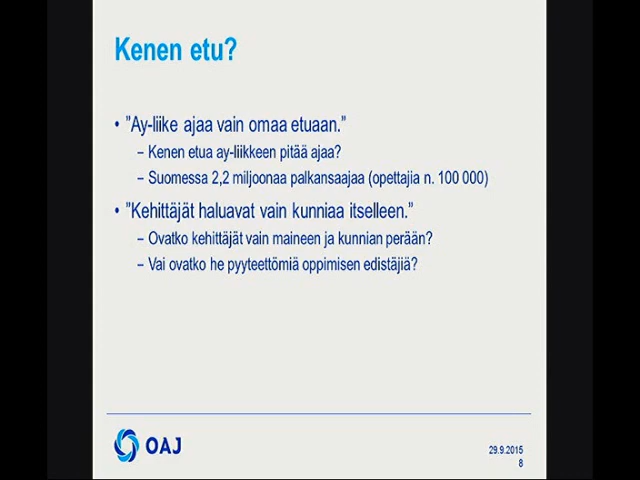 Kenen etu?
• "Ay-liike ajaa vain omaa etuaan."
– Kenen etua ay-liikkeen pitää ajaa?
– Suomessa 2,2 miljoonaa palkansaajaa (opettajia n. 100 000)
• "Kehittäjät haluavat vain kunniaa itselleen."
– Ovatko kehittäjät vain maineen ja kunnian perään?
– Vai ovatko he pyyteettömiä oppimisen edistäjiä?
OAJ
29.9.2015
8